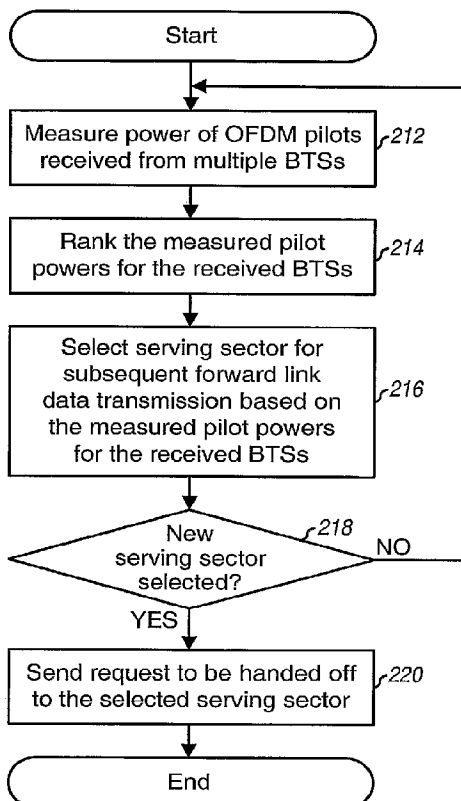 Start
Measure power of OFDM pilots
received from multiple BTSs
212
Rank the measured pilot
powers for the received BTSs
214
Select serving sector for
subsequent forward link
data transmission based on
the measured pilot powers
for the received BTSs
216
New
serving sector
selected?
218
NO
YES
Send request to be handed off
to the selected serving sector
220
End